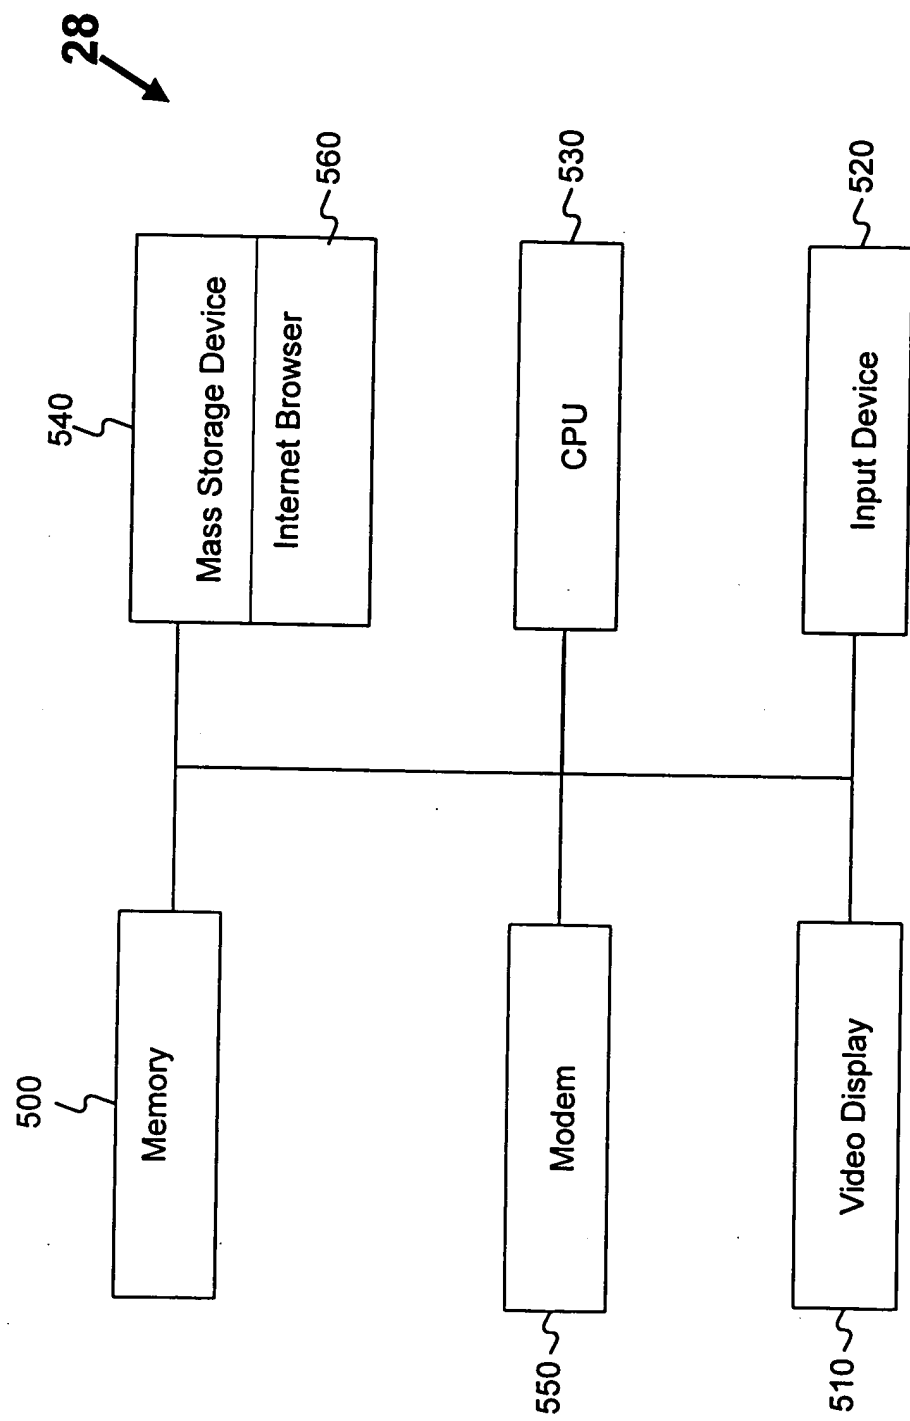 28
500
Memory
540
Mass Storage Device
Internet Browser
560
Modem
550
CPU
530
Video Display
510
Input Device
520